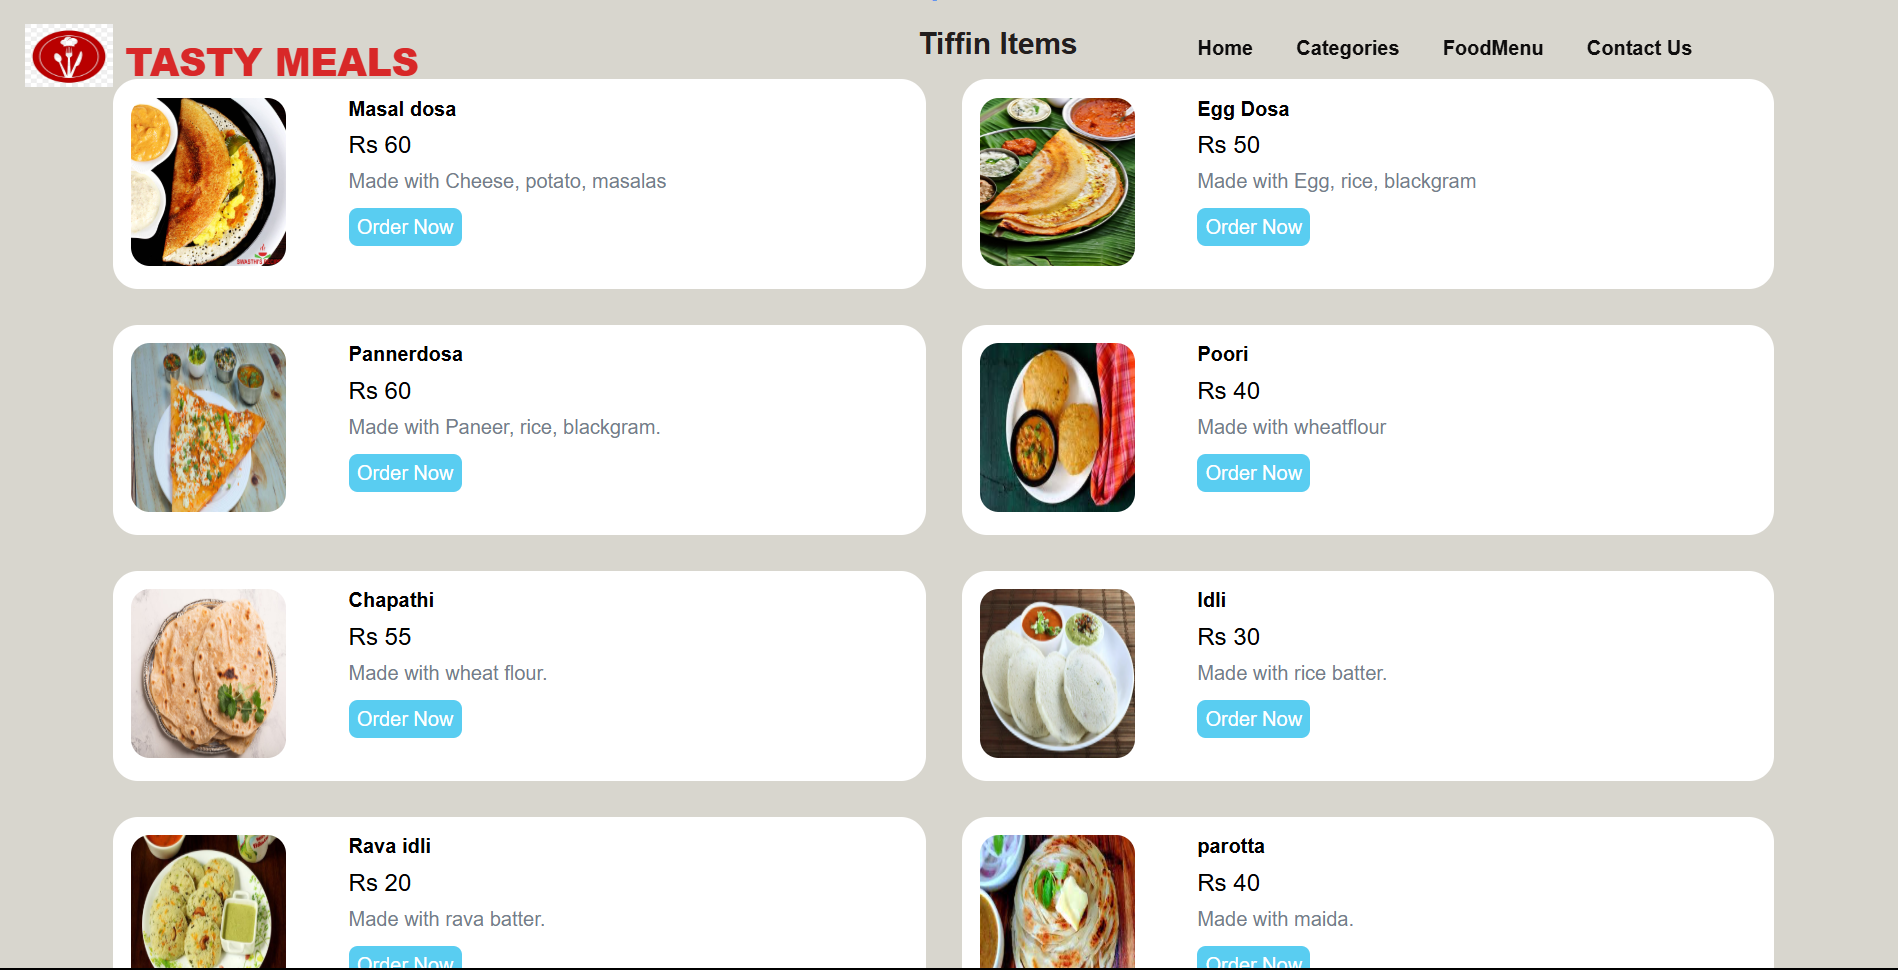 TASTY MEALS
Tiffin Items
Home
Categories
FoodMenu
Contact Us
Masal dosa
Rs 60
Made with Cheese, potato, masalas
Order Now
Egg Dosa
Rs 50
Made with Egg, rice, blackgram
Order Now
Pannerdosa
Rs 60
Made with Paneer, rice, blackgram.
Order Now
Poori
Rs 40
Made with wheatflour
Order Now
Chapathi
Rs 55
Made with wheat flour.
Order Now
Idli
Rs 30
Made with rice batter.
Order Now
Rava idli
Rs 20
Made with rava batter.
Order Now
parotta
Rs 40
Made with maida.
Order Now